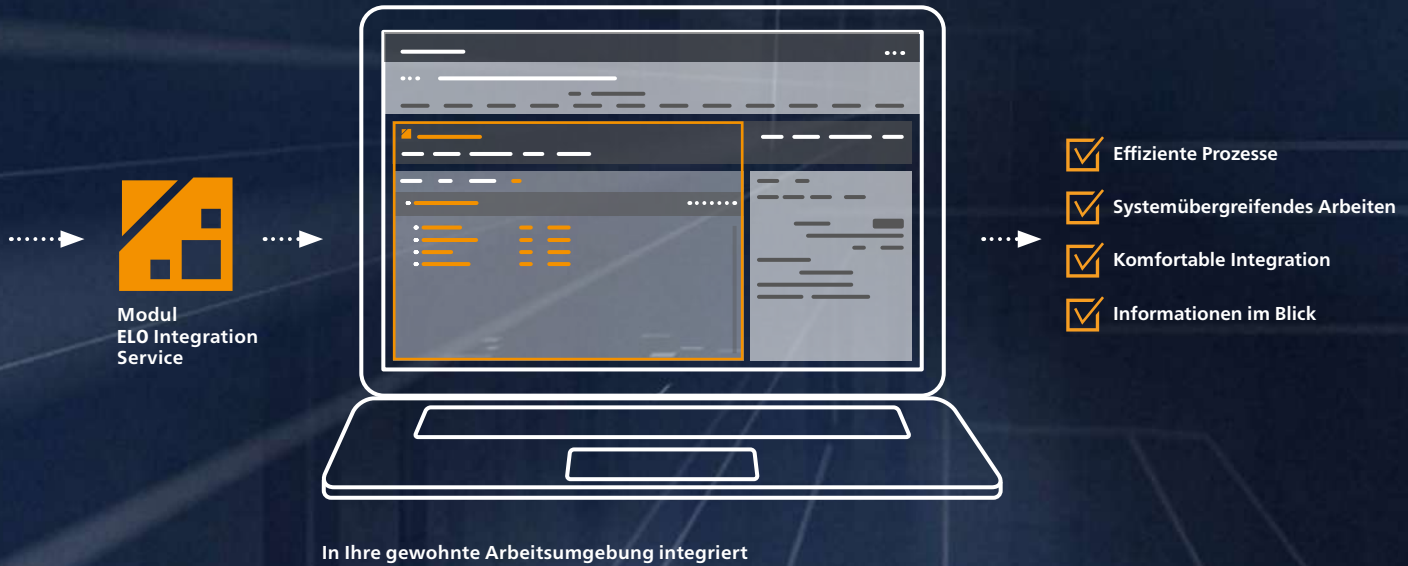 Modul
ELO Integration
Service
Effiziente Prozesse
Systemübergreifendes Arbeiten
Komfortable Integration
Informationen im Blick
In Ihre gewohnte Arbeitsumgebung integriert